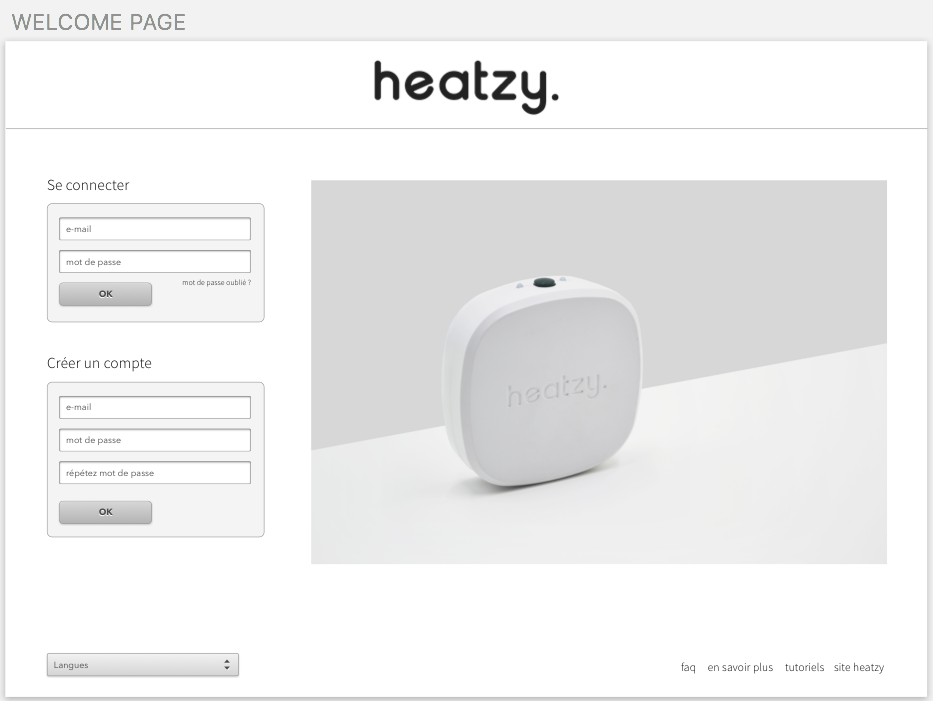 WELCOME PAGE
heatzy.
Se connecter
e-mail
mot de passe
mot de passe oublié ?
OK
Créer un compte
e-mail
mot de passe
répétez mot de passe
OK
heatzy.
Langues
faq en savoir plus tutoriels site heatzy